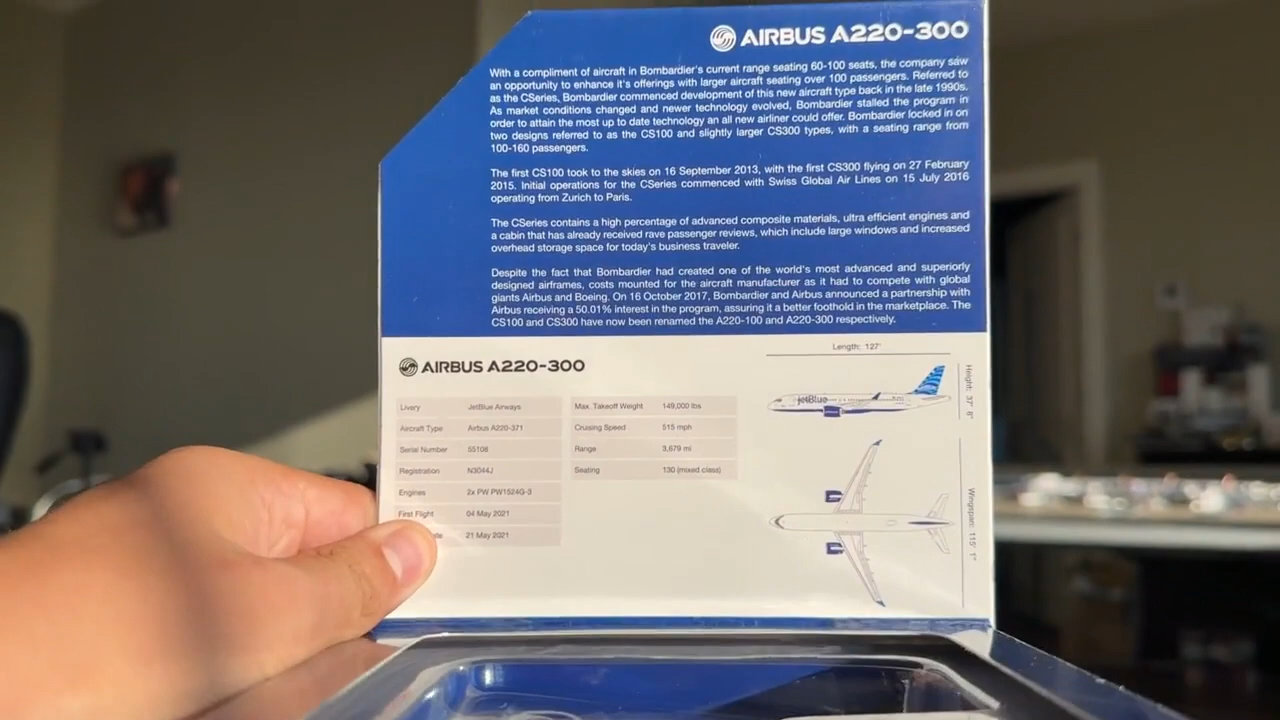 AIRBUS A220-300
With a compliment of aircraft in Bombardier's current range seating 60-100 seats, the company saw
an opportunity to enhance it's offerings with larger aircraft seating over 100 passengers. Referred to
as the CSeries, Bombardier commenced development of this new aircraft type back in the late 1990s.
As market conditions changed and newer technology evolved, Bombardier stalled the program in
order to attain the most up to date technology an all new airliner could offer. Bombardier locked in on
two designs referred to as the CS100 and slightly larger CS300 types, with a seating range from
100-160 passengers.
The first CS100 took to the skies on 16 September 2013, with the first CS300 flying on 27 February
2015. Initial operations for the CSeries commenced with Swiss Global Air Lines on 15 July 2016
operating from Zurich to Paris.
The CSeries contains a high percentage of advanced composite materials, ultra efficient engines and
a cabin that has already received rave passenger reviews, which include large windows and increased
overhead storage space for today's business traveler.
Despite the fact that Bombardier had created one of the world's most advanced and superiorly
designed airframes, costs mounted for the aircraft manufacturer as it had to compete with global
giants Airbus and Boeing. On 16 October 2017, Bombardier and Airbus announced a partnership with
Airbus receiving a 50.01% interest in the program, assuring it a better foothold in the marketplace. The
CS100 and CS300 have now been renamed the A220-100 and A220-300 respectively.
AIRBUS A220-300
Livery JetBlue Airways
Aircraft Type Airbus A220-371
Serial Number 55108
Registration N3044J
Engines 2x PW PW1524G-3
First Flight 04 May 2021
21 May 2021
Max. Takeoff Weight 149,000 lbs
Cruising Speed 515 mph
Range 3,679 mi
Seating 130 (mixed class)
Length: 127'
jetBlue
Height: 37' 8"
Wingspan: 115' 1"